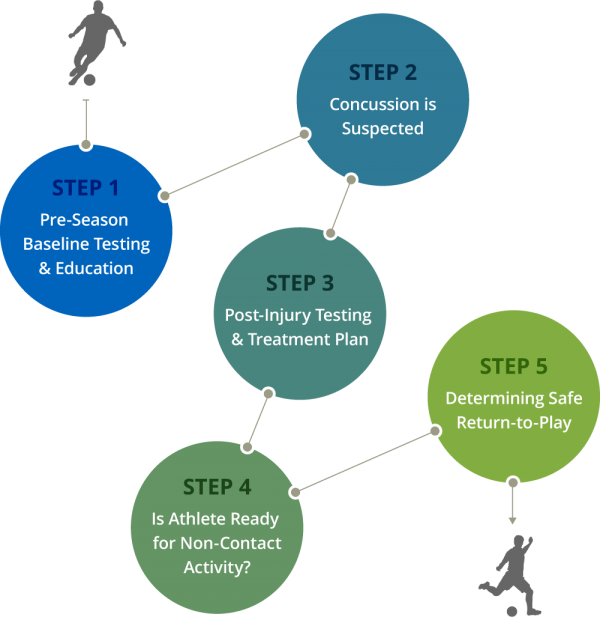 STEP 1
Pre-Season
Baseline Testing
& Education
STEP 2
Concussion is
Suspected
STEP 3
Post-Injury Testing
& Treatment Plan
STEP 4
Is Athlete Ready
for Non-Contact
Activity?
STEP 5
Determining Safe
Return-to-Play